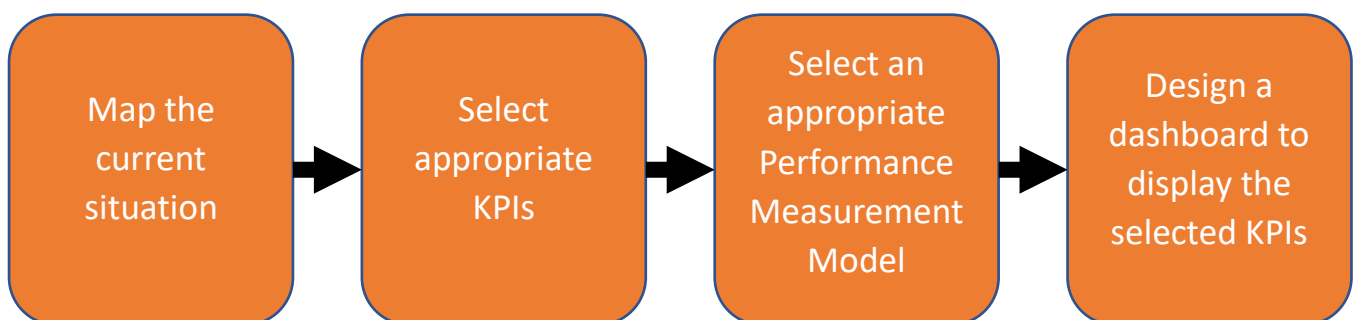 Map the
current
situation
Select
appropriate
KPIs
Select an
appropriate
Performance
Measurement
Model
Design a
dashboard to
display the
selected KPIs